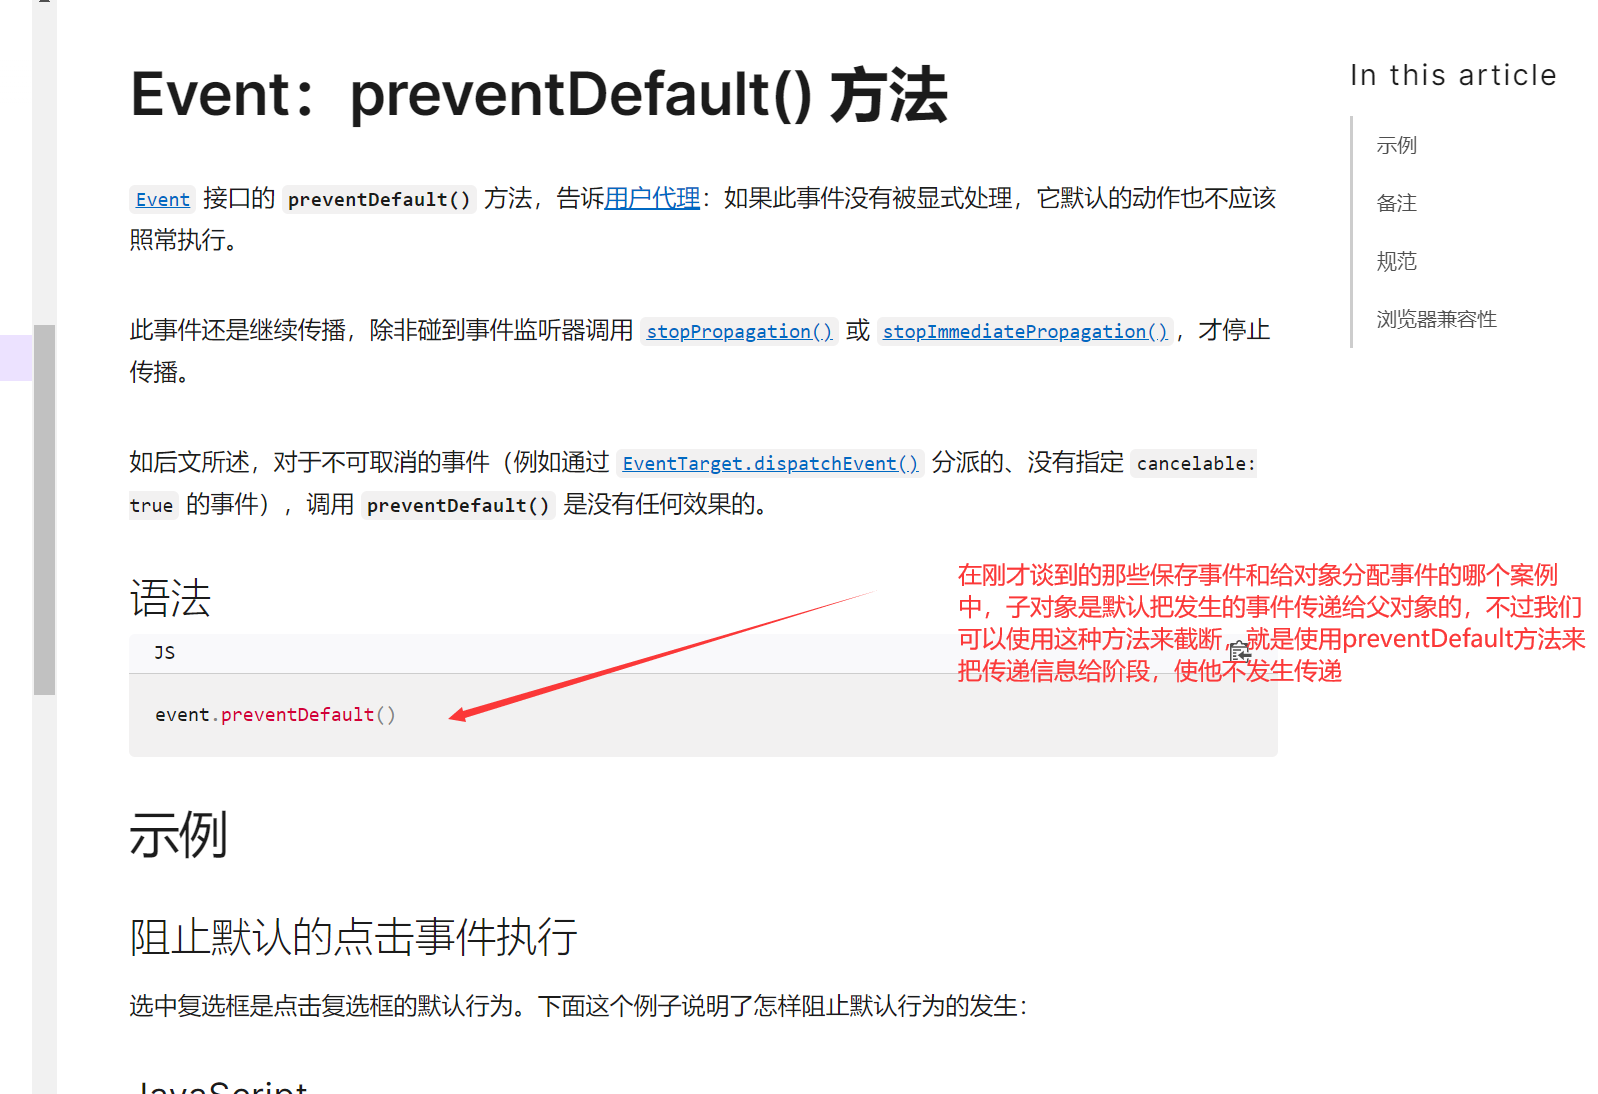 Event：preventDefault() 方法
In this article
示例
备注
规范
浏览器兼容性
Event 接口的 preventDefault() 方法，告诉用户代理：如果此事件没有被显式处理，它默认的动作也不应该
照常执行。
此事件还是继续传播，除非碰到事件监听器调用 stopPropagation() 或 stopImmediatePropagation()，才停止
传播。
如后文所述，对于不可取消的事件（例如通过 EventTarget.dispatchEvent() 分派的、没有指定 cancelable:
true 的事件），调用 preventDefault() 是没有任何效果的。
语法
在刚才谈到的那些保存事件和给对象分配事件的哪个案例
中，子对象是默认把发生的事件传递给父对象的，不过我们
可以使用这种方法来截断，就是使用preventDefault方法来
把传递信息给阶段，使他不发生传递
JS
event.preventDefault()
示例
阻止默认的点击事件执行
选中复选框是点击复选框的默认行为。下面这个例子说明了怎样阻止默认行为的发生：
JavaScript